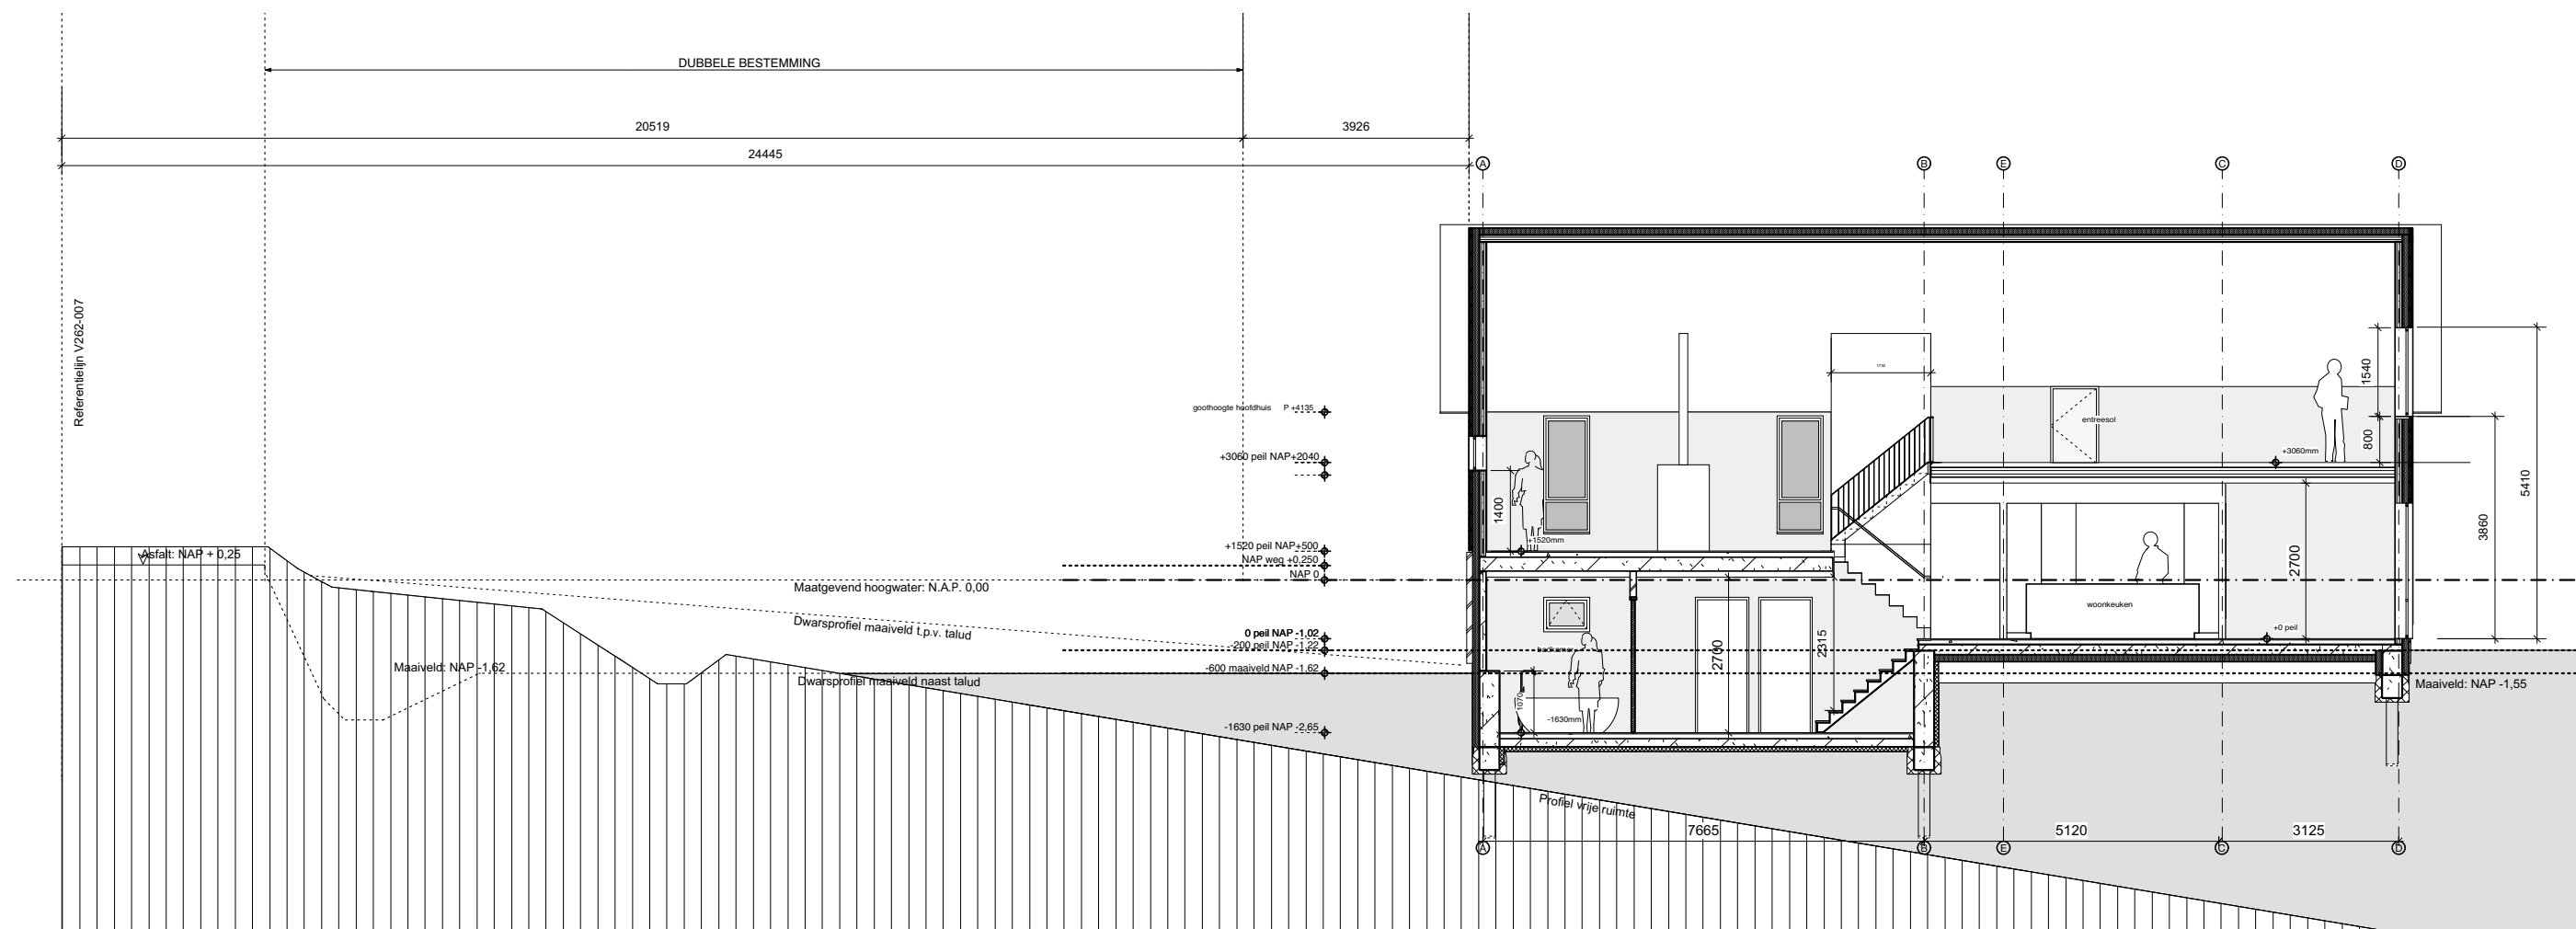 DUBBELE BESTEMMING
20519
3926
24445
A
B
E
C
D
Referentielijn V262-007
1540
goothoogte hoofdhuis P +4135
entreesol
800
+3060mm
+3060 peil NAP+2040
5410
1400
3860
+1520mm
+1520 peil NAP+500
Asfalt: NAP + 0,25
NAP weg +0,250
2700
NAP 0
Maatgevend hoogwater: N.A.P. 0,00
woonkeuken
Dwarsprofiel maaiveld t.p.v. talud
0 peil NAP -1,02
+0 peil
-200 peil NAP -1,22
badkamer
2700
2315
Maaiveld: NAP -1,62
-600 maaiveld NAP -1,62
Dwarsprofiel maaiveld naast talud
Maaiveld: NAP -1,55
1070
-1630mm
-1630 peil NAP -2,65
Profiel vrije ruimte
7665
5120
3125
A
B
E
C
D